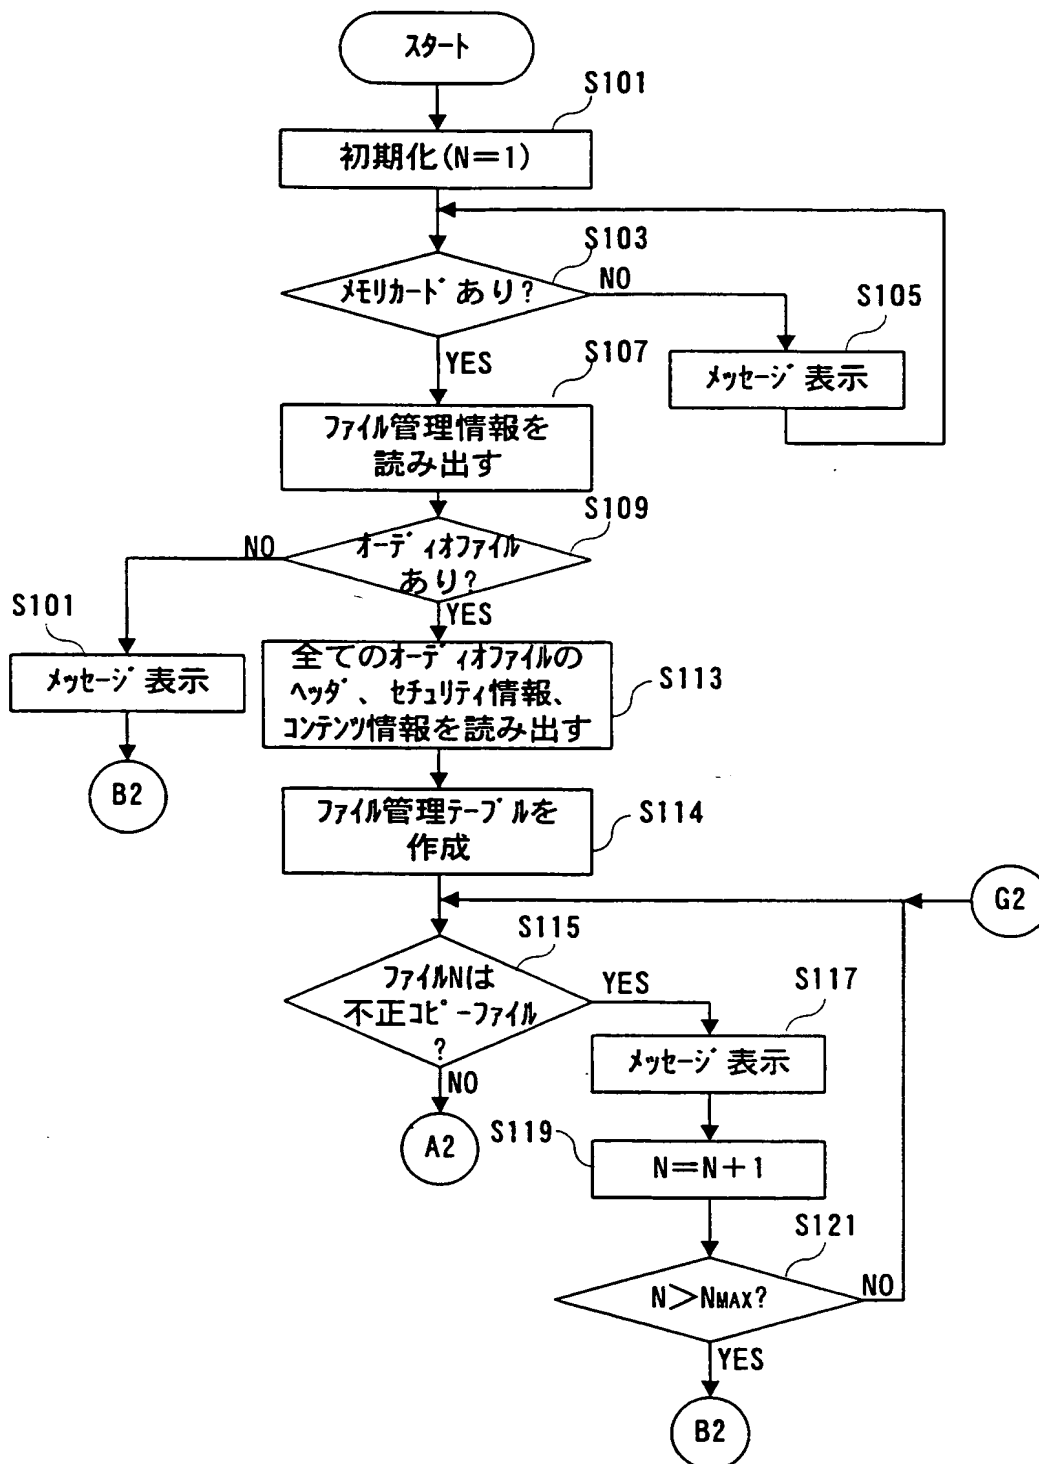 スタート
S101
初期化(N=1)
S103
メモリカードあり?
NO
S105
メッセージ表示
YES
S107
ファイル管理情報を
読み出す
S109
オーディオファイル
あり?
NO
S101
メッセージ表示
B2
YES
全てのオーディオファイルの
ヘッダ、セチュリティ情報、
コンテンツ情報を読み出す
S113
ファイル管理テーブルを
作成
S114
G2
S115
ファイルNは
不正コピーファイル
?
YES
S117
メッセージ表示
NO
A2
S119
N=N+1
S121
N>NMAX?
NO
YES
B2